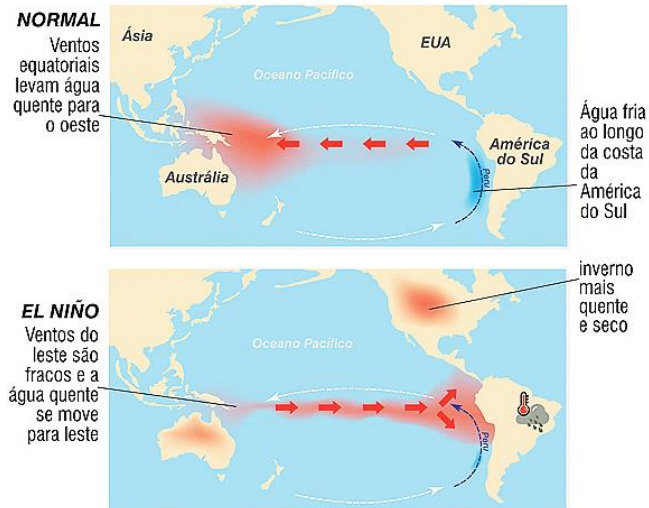 NORMAL
Ventos
equatoriais
levam água
quente para
o oeste
Ásia
EUA
Oceano Pacífico
América
do Sul
Austrália
Peru
Água fria
ao longo
da costa
da
América
do Sul
EL NIÑO
Ventos do
leste são
fracos e a
água quente
se move
para leste
Oceano Pacífico
Peru
inverno
mais
quente
e seco